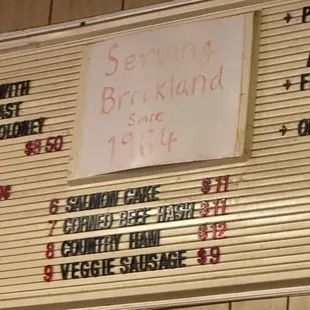 WITH
AST
OLONEY
$8.50
Serving
Brookland
Since
1964
6 SALMON CAKE $11
7 CORNED BEEF HASH $11
8 COUNTRY HAM $12
9 VEGGIE SAUSAGE $9